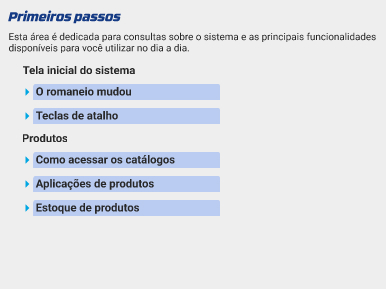 Primeiros passos
Esta área é dedicada para consultas sobre o sistema e as principais funcionalidades
disponíveis para você utilizar no dia a dia.
Tela inicial do sistema
O romaneio mudou
Teclas de atalho
Produtos
Como acessar os catálogos
Aplicações de produtos
Estoque de produtos